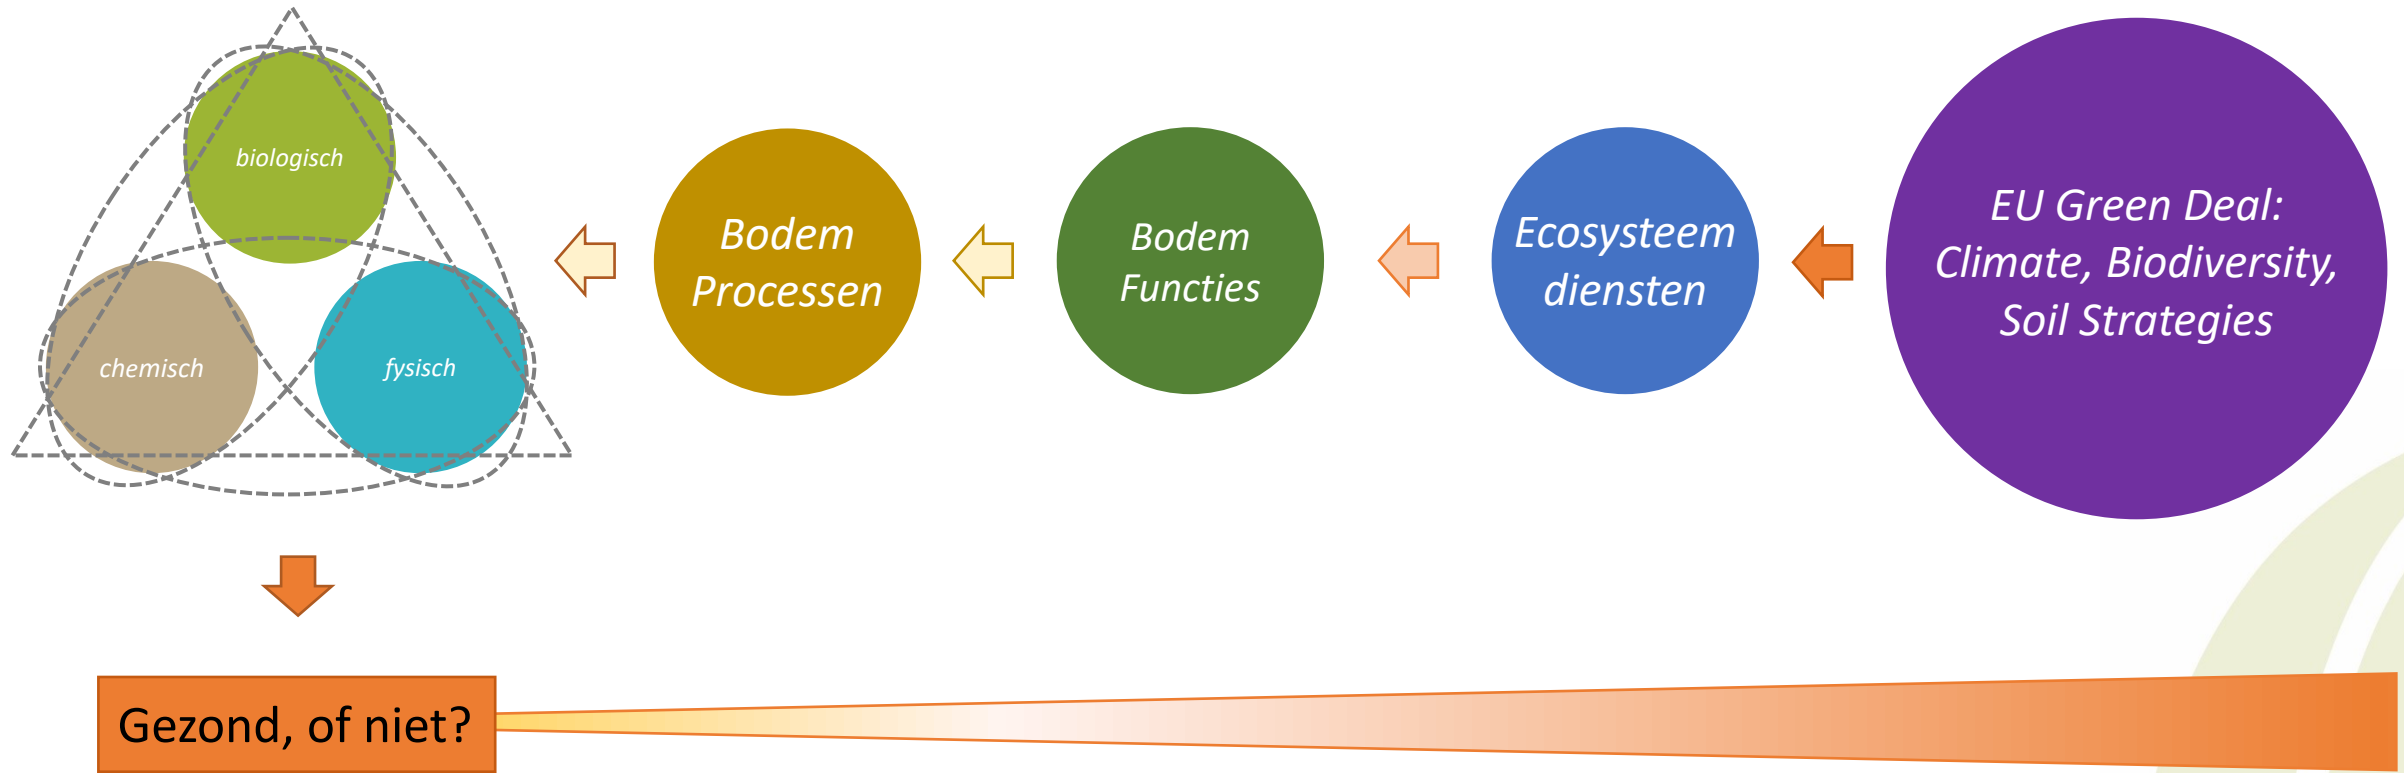 biologisch
chemisch
fysisch
Bodem
Processen
Bodem
Functies
Ecosysteem
diensten
EU Green Deal:
Climate, Biodiversity,
Soil Strategies
Gezond, of niet?